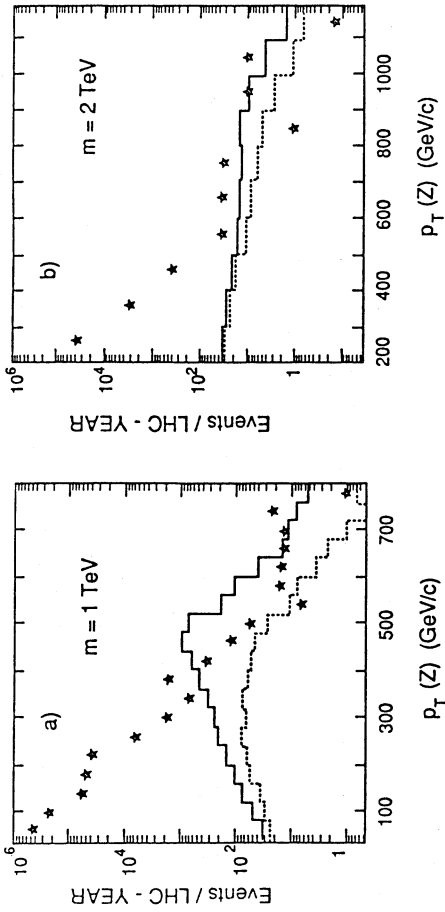 a)
m = 1 TeV
10^6
10^4
10^2
1
Events / LHC - YEAR
100
300
500
700
p_T (Z) (GeV/c)
b)
m = 2 TeV
10^6
10^4
10^2
1
Events / LHC - YEAR
200
400
600
800
1000
p_T (Z) (GeV/c)